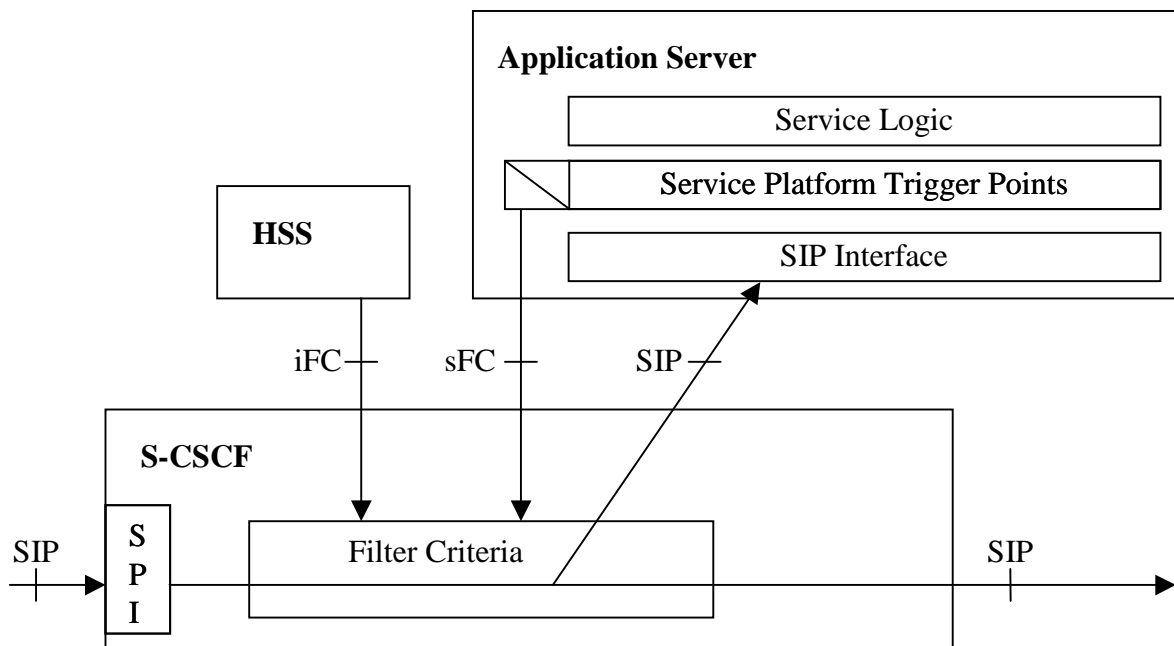 Application Server
Service Logic
Service Platform Trigger Points
HSS
SIP Interface
iFC
sFC
SIP
S-CSCF
SIP
S
P
I
Filter Criteria
SIP